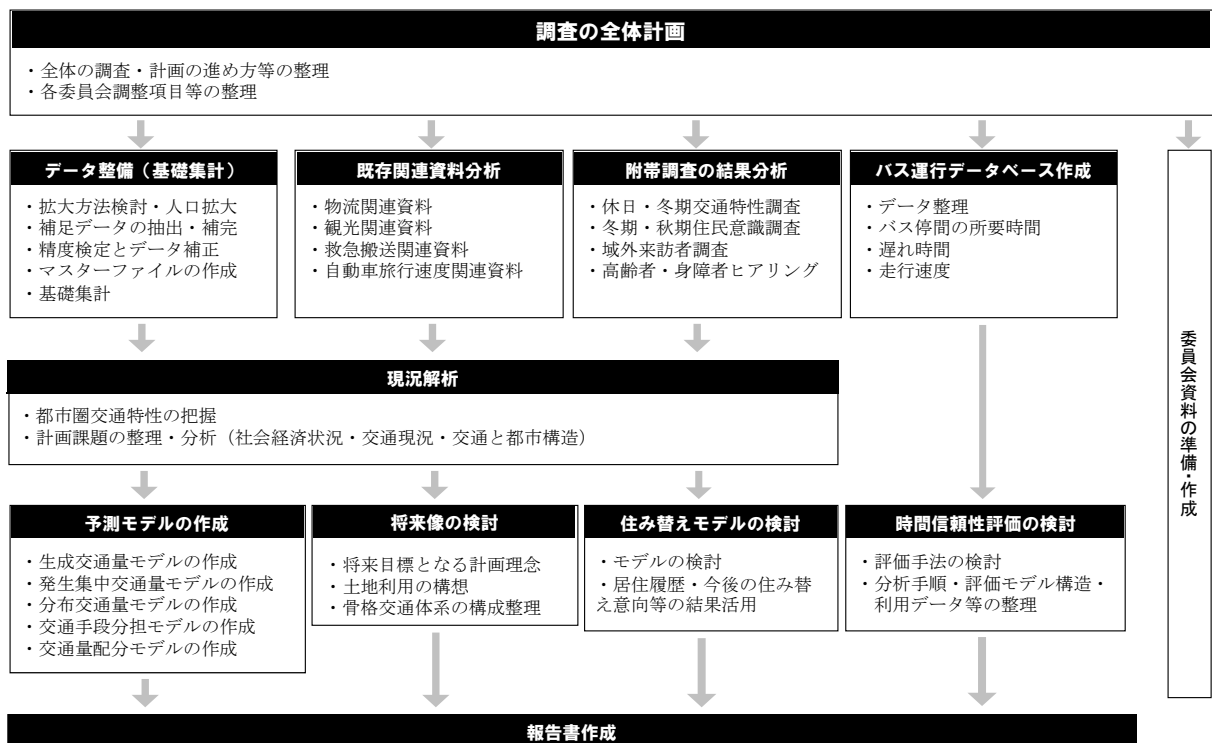 調査の全体計画
・全体の調査・計画の進め方等の整理
・各委員会調整項目等の整理
データ整備（基礎集計）
・拡大方法検討・人口拡大
・補足データの抽出・補完
・精度検定とデータ補正
・マスターファイルの作成
・基礎集計
既存関連資料分析
・物流関連資料
・観光関連資料
・救急搬送関連資料
・自動車旅行速度関連資料
附帯調査の結果分析
・休日・冬期交通特性調査
・冬期・秋期住民意識調査
・域外来訪者調査
・高齢者・身障者ヒアリング
バス運行データベース作成
・データ整理
・バス停間の所要時間
・遅れ時間
・走行速度
委員会資料の準備・作成
現況解析
・都市圏交通特性の把握
・計画課題の整理・分析（社会経済状況・交通現況・交通と都市構造）
予測モデルの作成
・生成交通量モデルの作成
・発生集中交通量モデルの作成
・分布交通量モデルの作成
・交通手段分担モデルの作成
・交通量配分モデルの作成
将来像の検討
・将来目標となる計画理念
・土地利用の構想
・骨格交通体系の構成整理
住み替えモデルの検討
・モデルの検討
・居住履歴・今後の住み替
え意向等の結果活用
時間信頼性評価の検討
・評価手法の検討
・分析手順・評価モデル構造・
利用データ等の整理
報告書作成